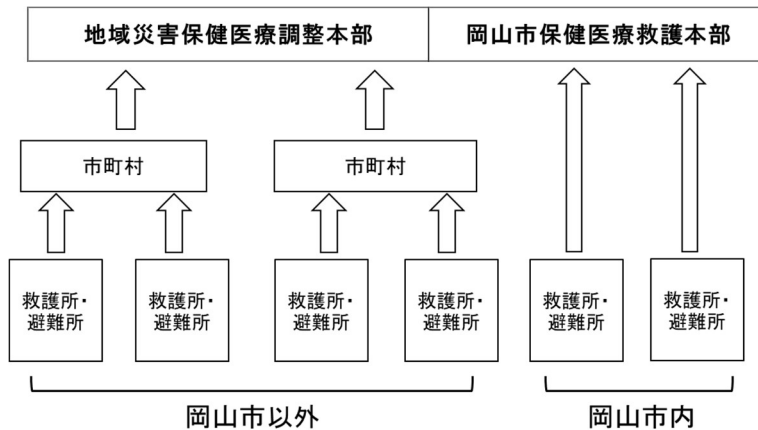 地域災害保健医療調整本部
岡山市保健医療救護本部
市町村
市町村
救護所・
避難所
救護所・
避難所
救護所・
避難所
救護所・
避難所
救護所・
避難所
救護所・
避難所
岡山市以外
岡山市内